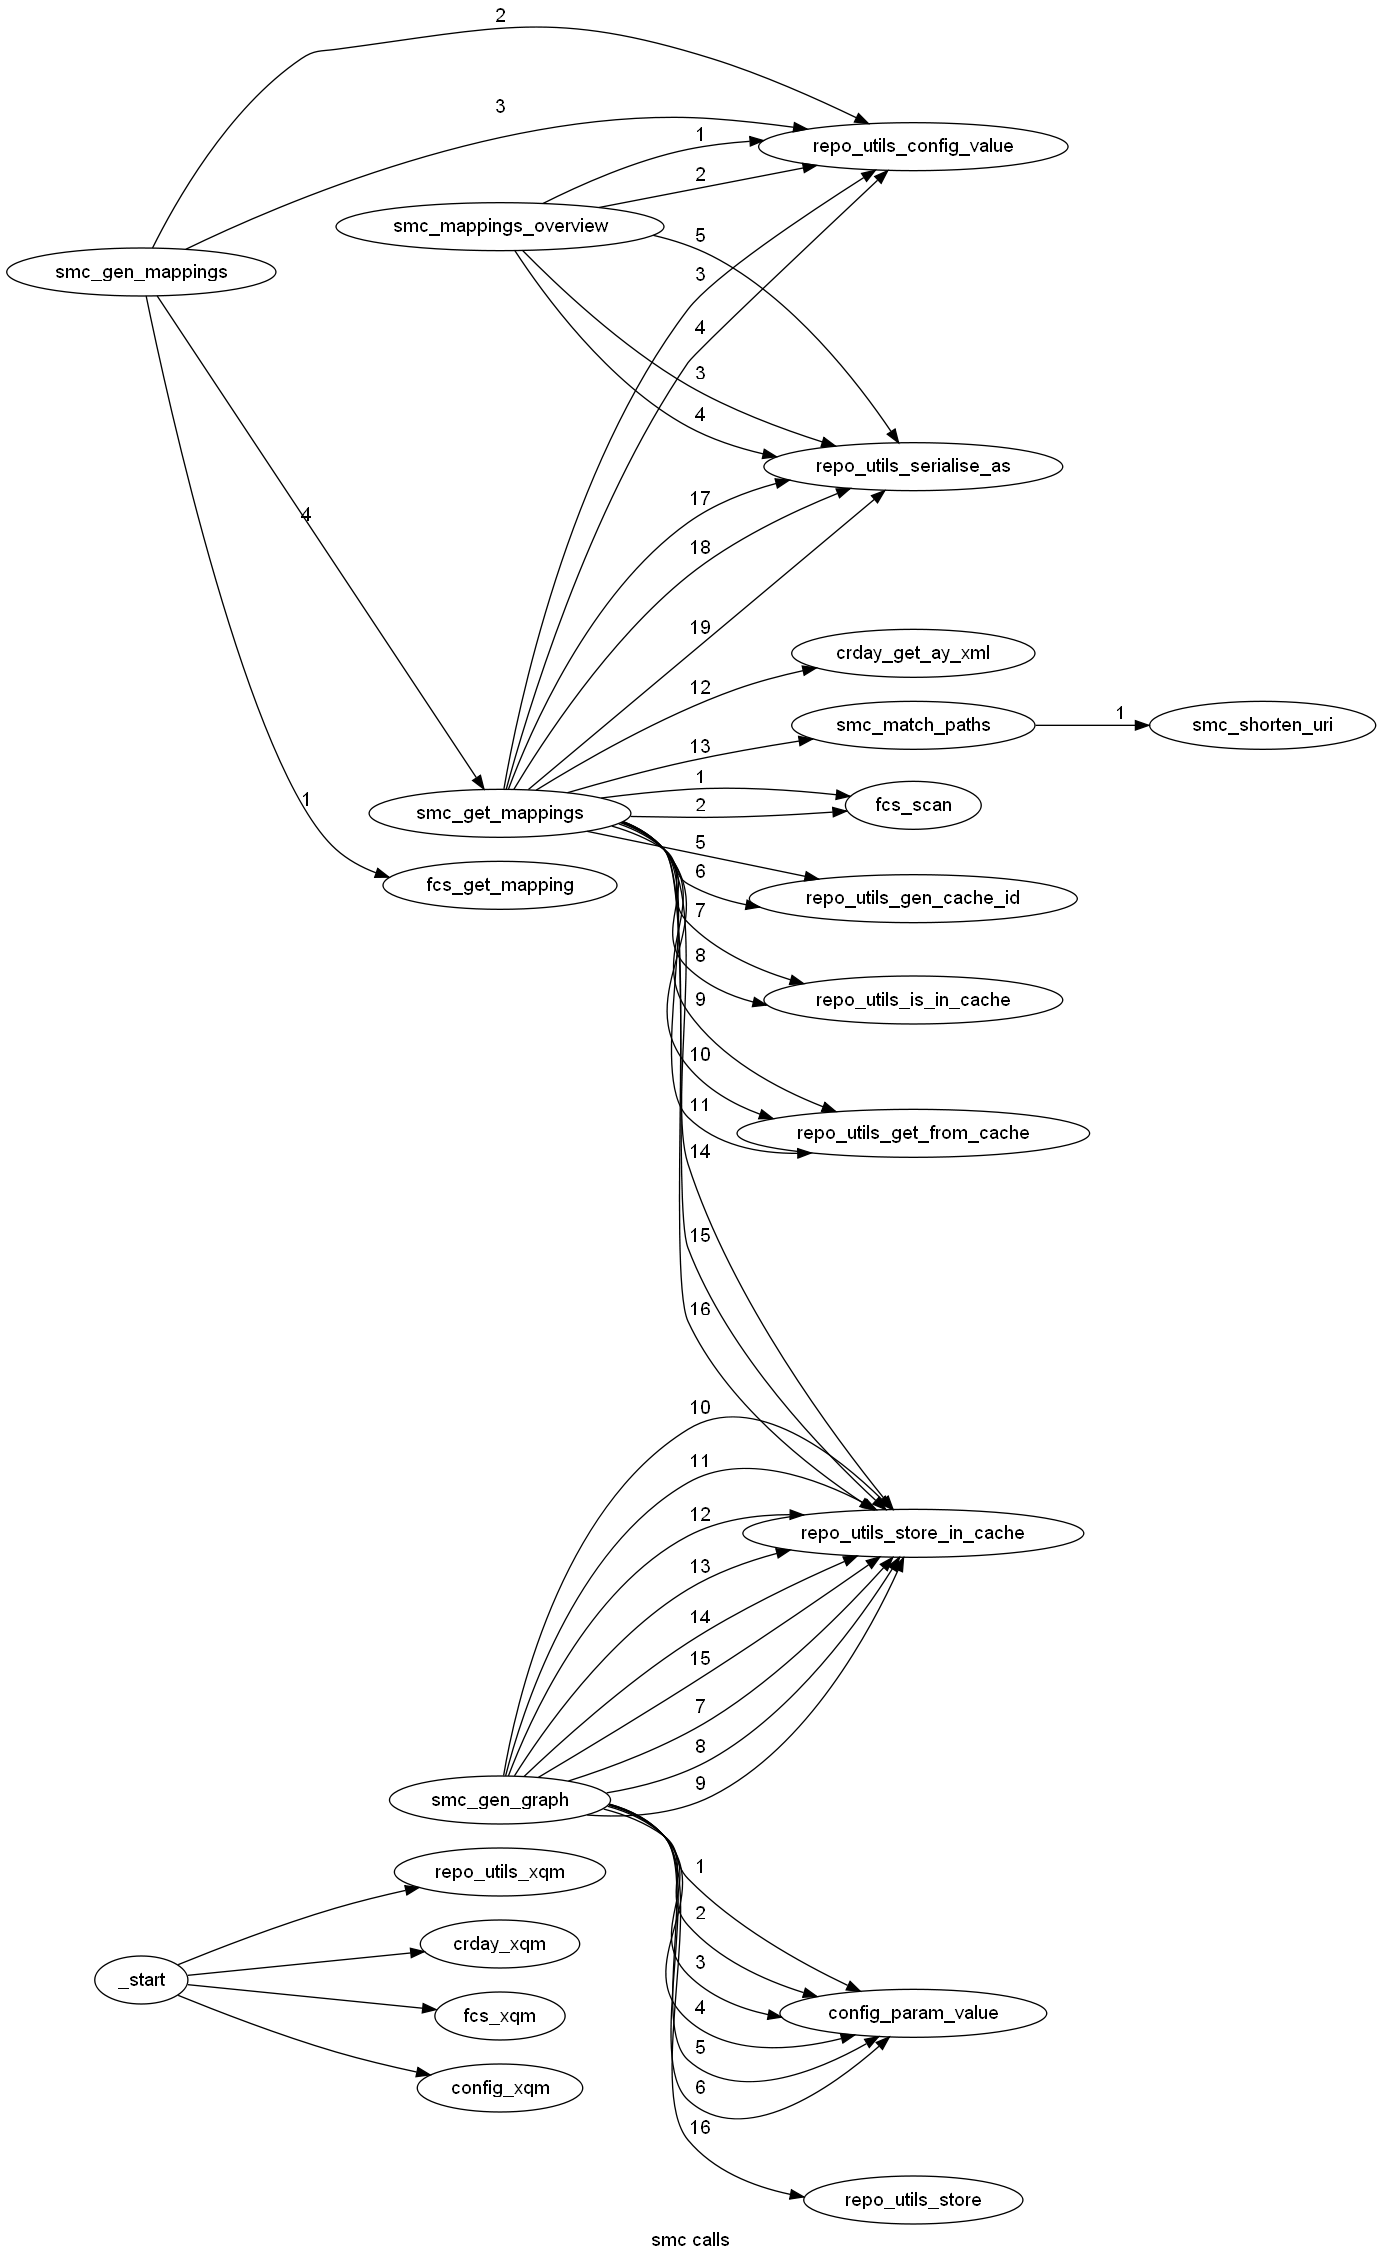 2
3
1
repo_utils_config_value
2
smc_mappings_overview
5
smc_gen_mappings
3
4
3
4
repo_utils_serialise_as
17
4
18
19
crday_get_ay_xml
12
smc_match_paths
1
smc_shorten_uri
13
1
fcs_scan
2
1
smc_get_mappings
5
6
fcs_get_mapping
repo_utils_gen_cache_id
7
8
9
repo_utils_is_in_cache
10
11
repo_utils_get_from_cache
14
15
16
10
11
12
repo_utils_store_in_cache
13
14
15
7
8
9
smc_gen_graph
1
repo_utils_xqm
2
crday_xqm
3
_start
4
fcs_xqm
config_param_value
5
6
config_xqm
16
repo_utils_store
smc calls